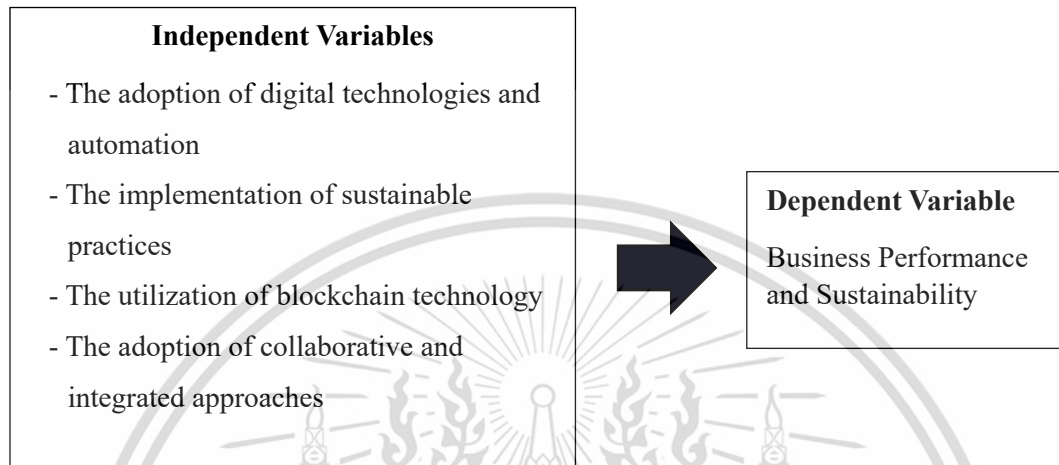 Independent Variables
- The adoption of digital technologies and
automation
- The implementation of sustainable
practices
- The utilization of blockchain technology
- The adoption of collaborative and
integrated approaches
Dependent Variable
Business Performance
and Sustainability